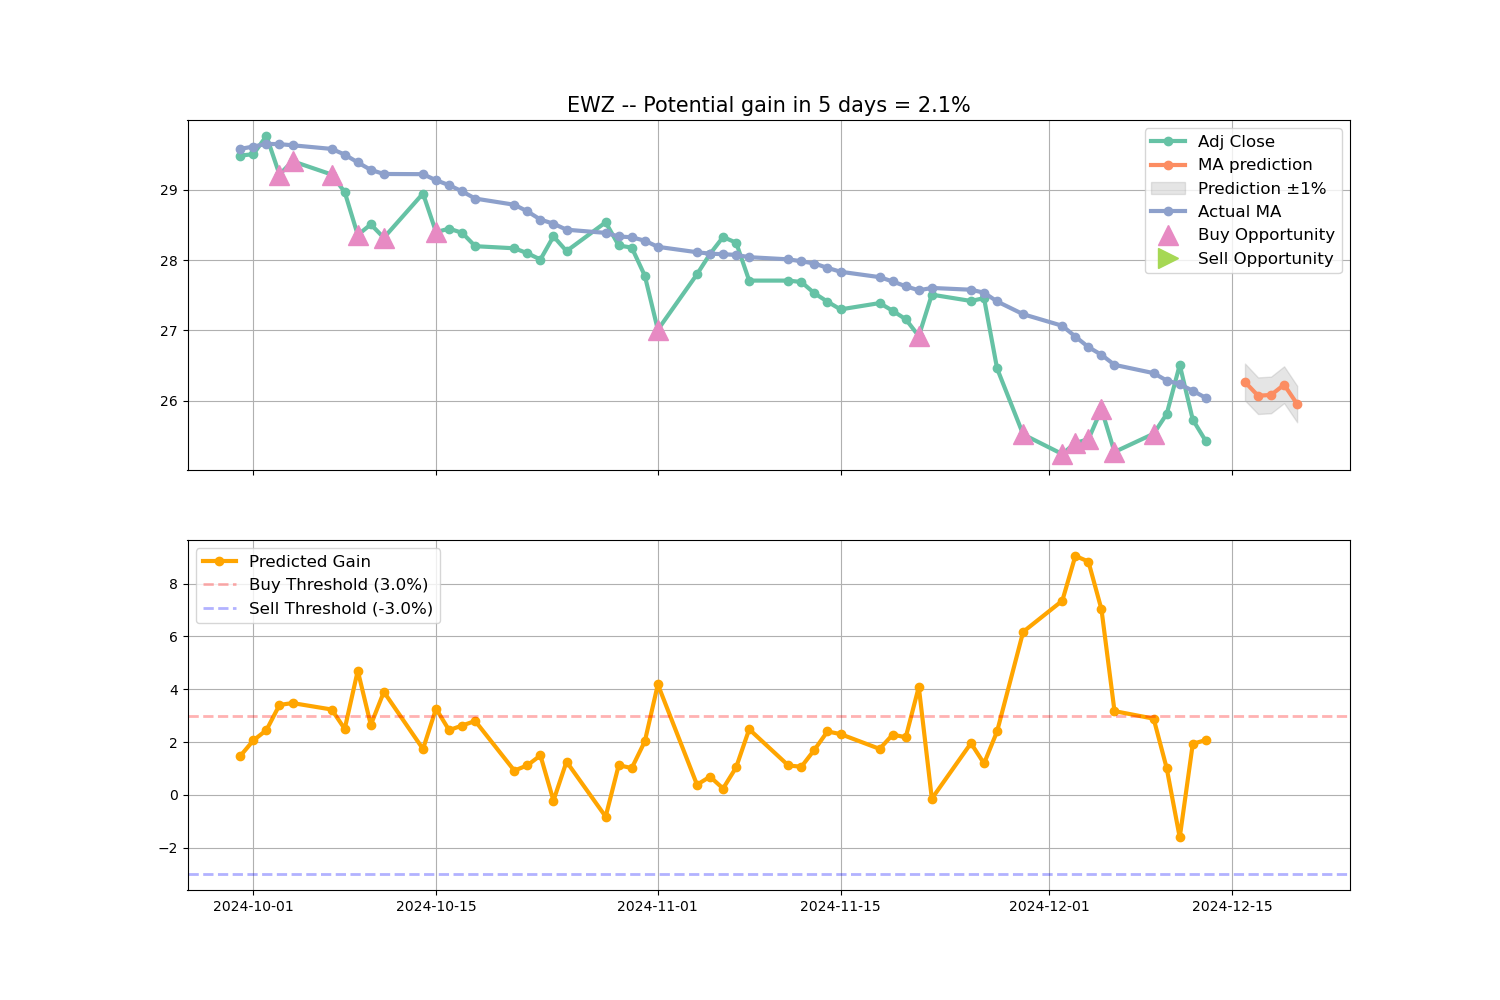 EWZ -- Potential gain in 5 days = 2.1%
Adj Close
MA prediction
Prediction ±1%
Actual MA
Buy Opportunity
Sell Opportunity
29
28
27
26
Predicted Gain
Buy Threshold (3.0%)
Sell Threshold (-3.0%)
8
6
4
2
0
−2
2024-10-01
2024-10-15
2024-11-01
2024-11-15
2024-12-01
2024-12-15